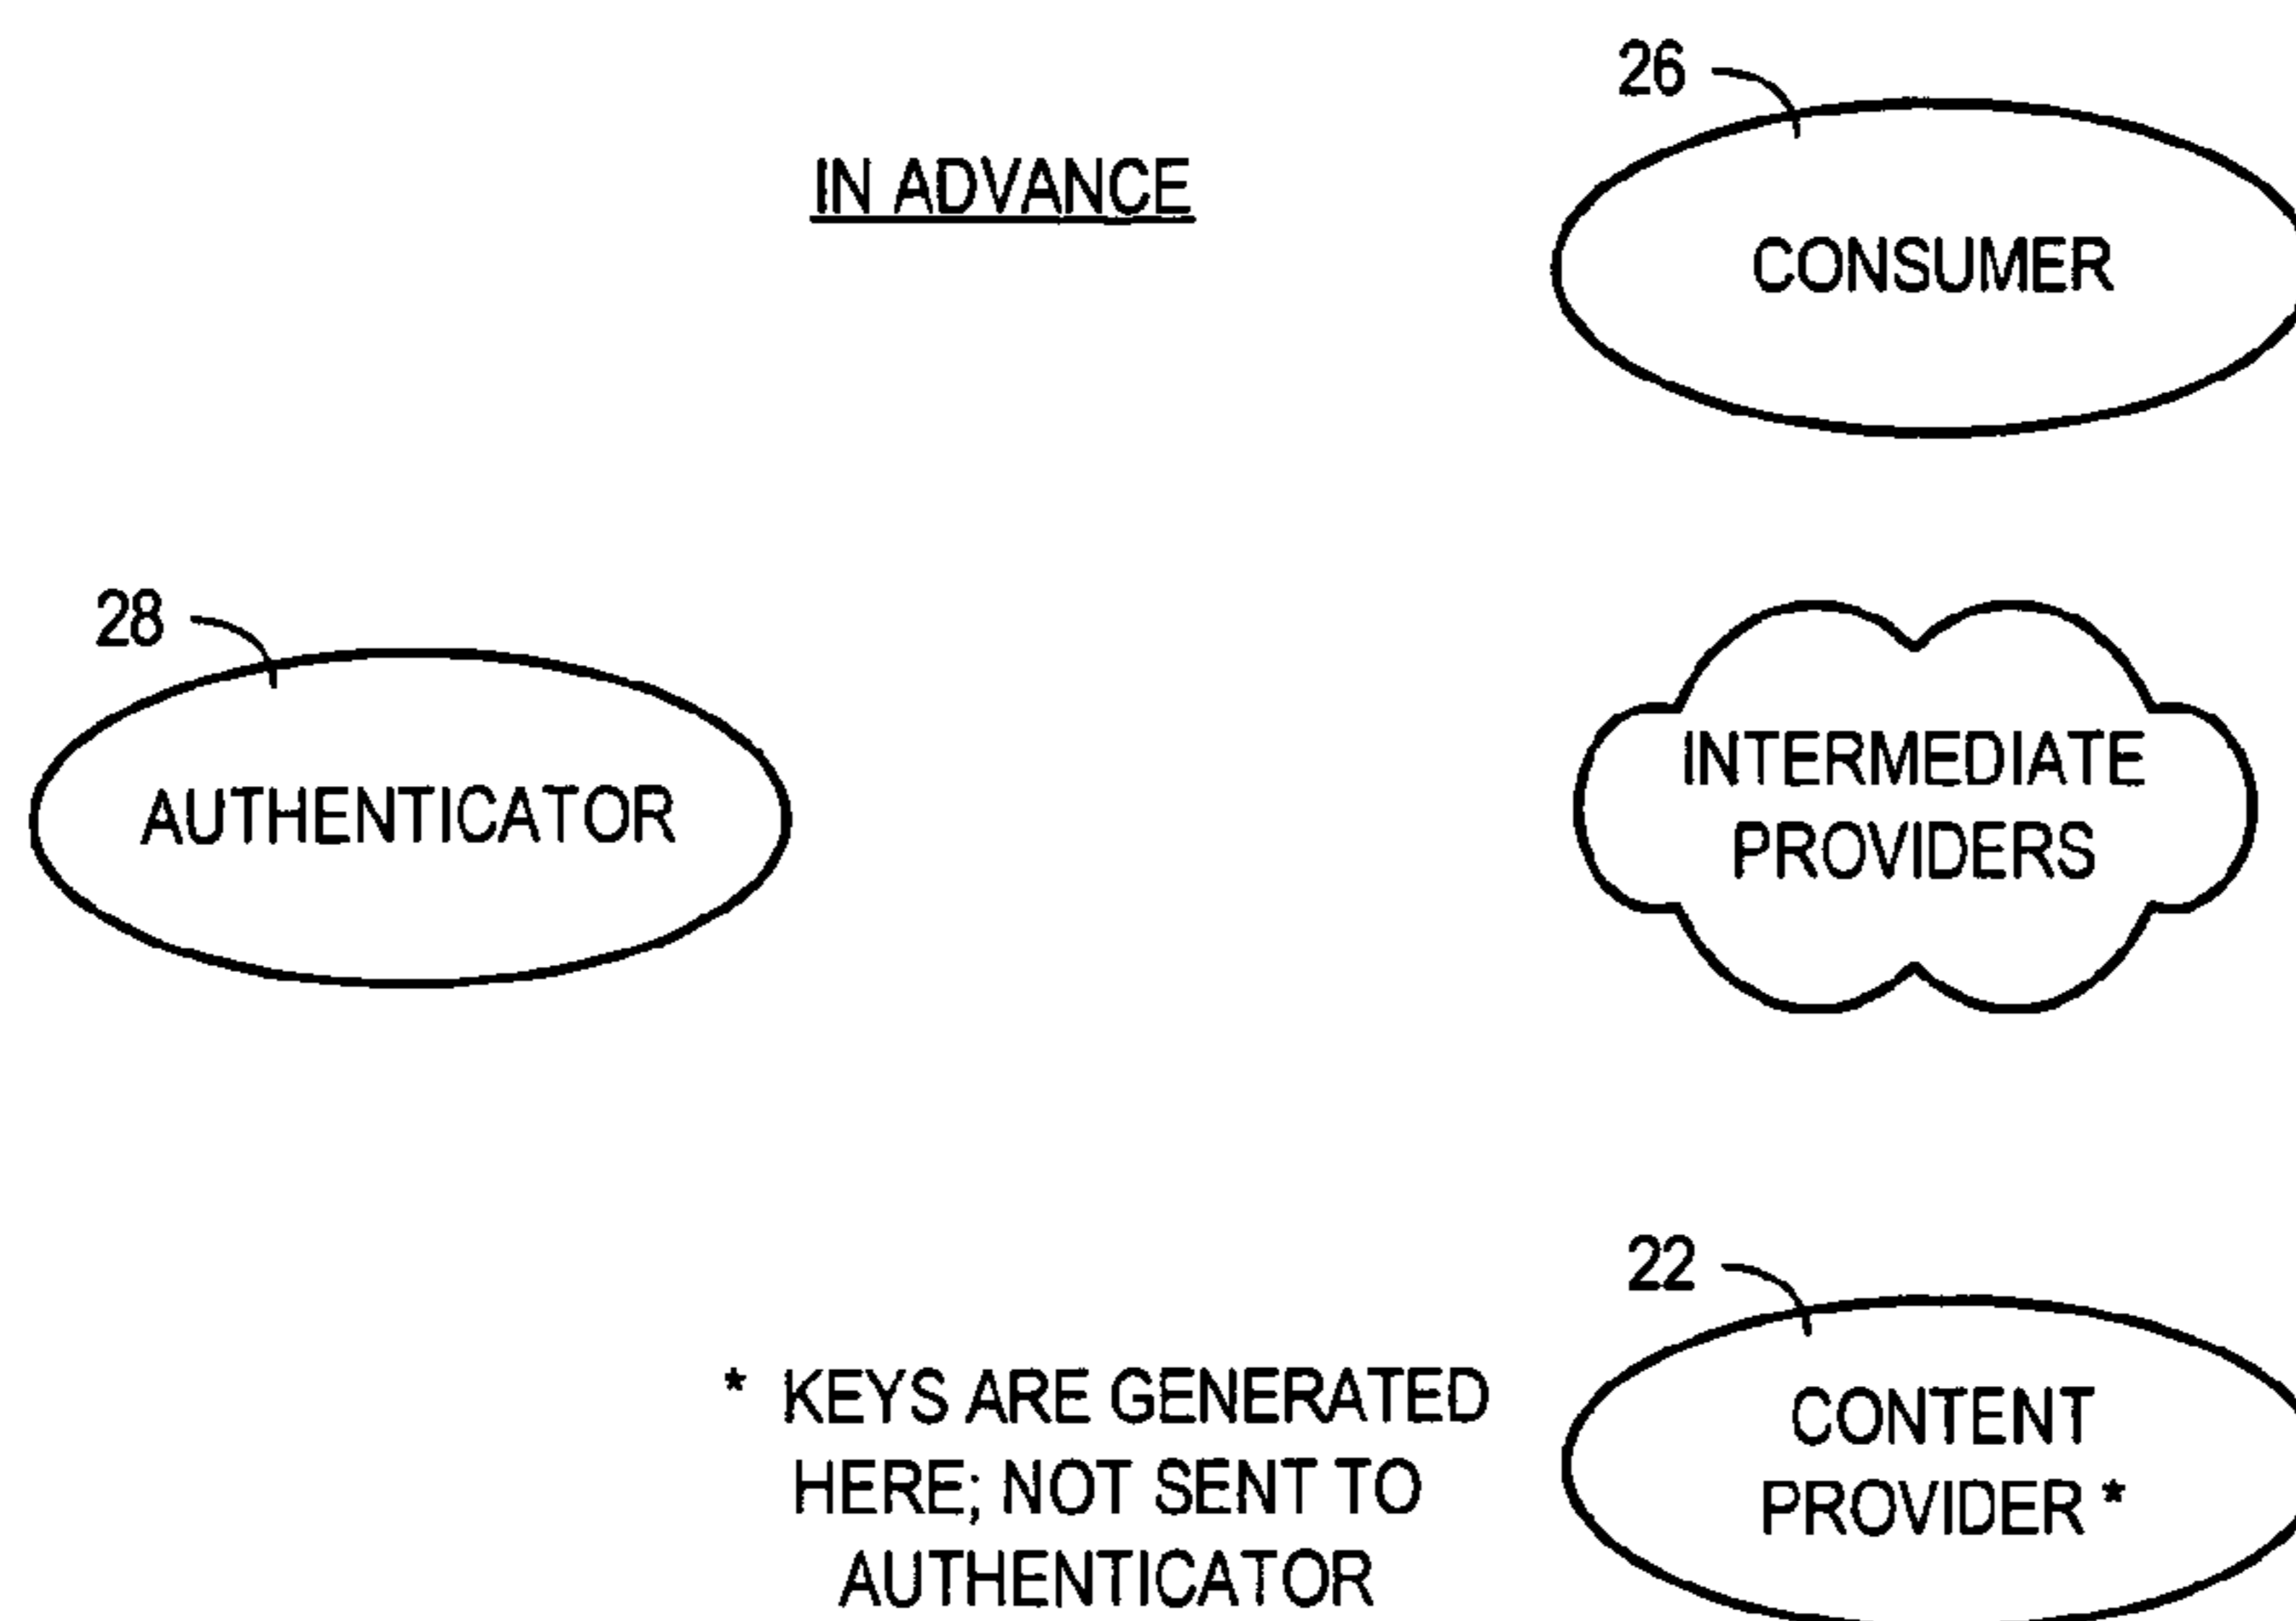 26
IN ADVANCE
CONSUMER
28
AUTHENTICATOR
INTERMEDIATE
PROVIDERS
22
* KEYS ARE GENERATED
HERE; NOT SENT TO
AUTHENTICATOR
CONTENT
PROVIDER *